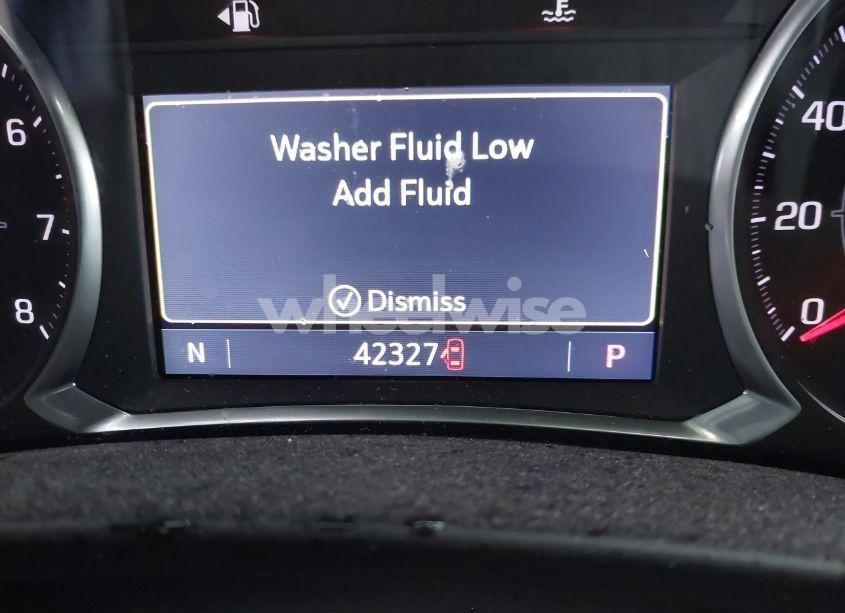 6
7
8
Washer Fluid Low
Add Fluid
Dismiss
wheelwise
N
42327
P
40
20
0